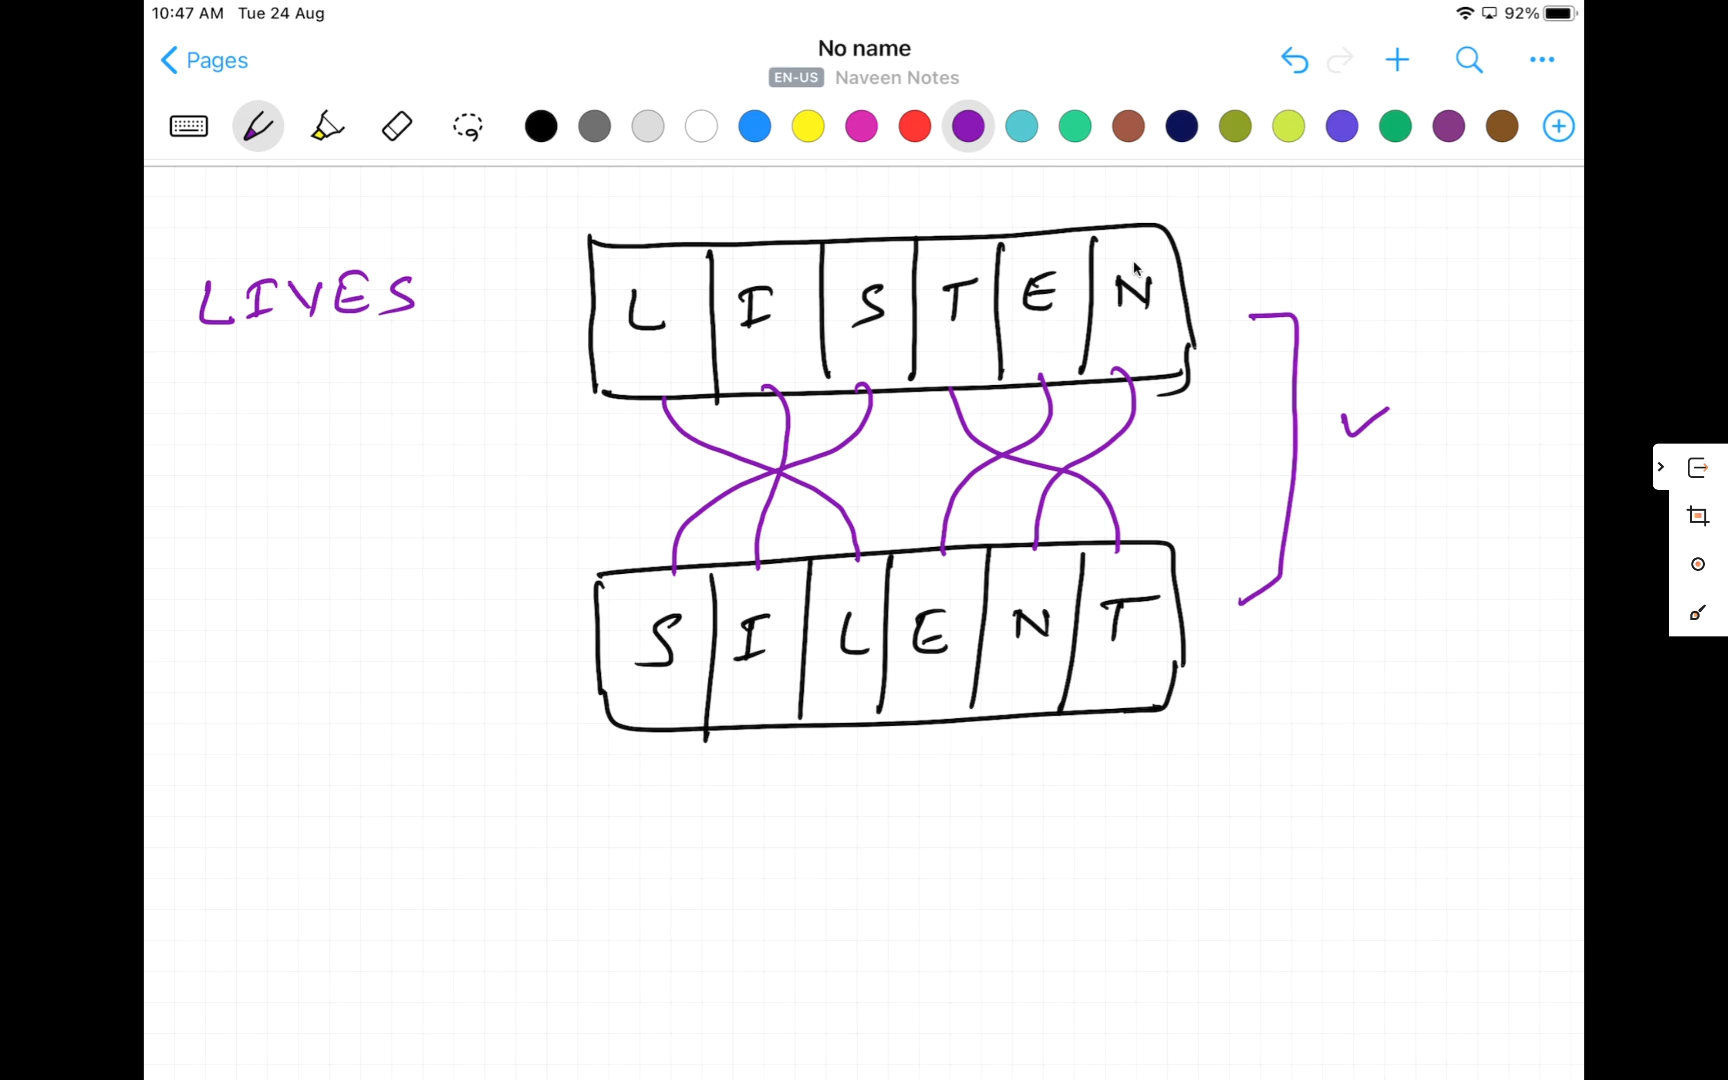 10:47 AM Tue 24 Aug 92%
Pages
No name
EN-US Naveen Notes
LIVES
L I S T E N
S I L E N T